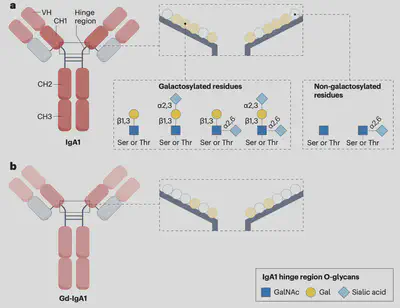 a
VH
CH1
Hinge
region
CH2
CH3
IgA1
Galactosylated residues
α2,3
α2,3
β1,3
β1,3
β1,3
β1,3
α2,6
α2,6
Ser or Thr
Ser or Thr
Ser or Thr
Ser or Thr
Non-galactosylated
residues
α2,6
Ser or Thr
Ser or Thr
b
Gd-IgA1
IgA1 hinge region O-glycans
GalNAc
Gal
Sialic acid